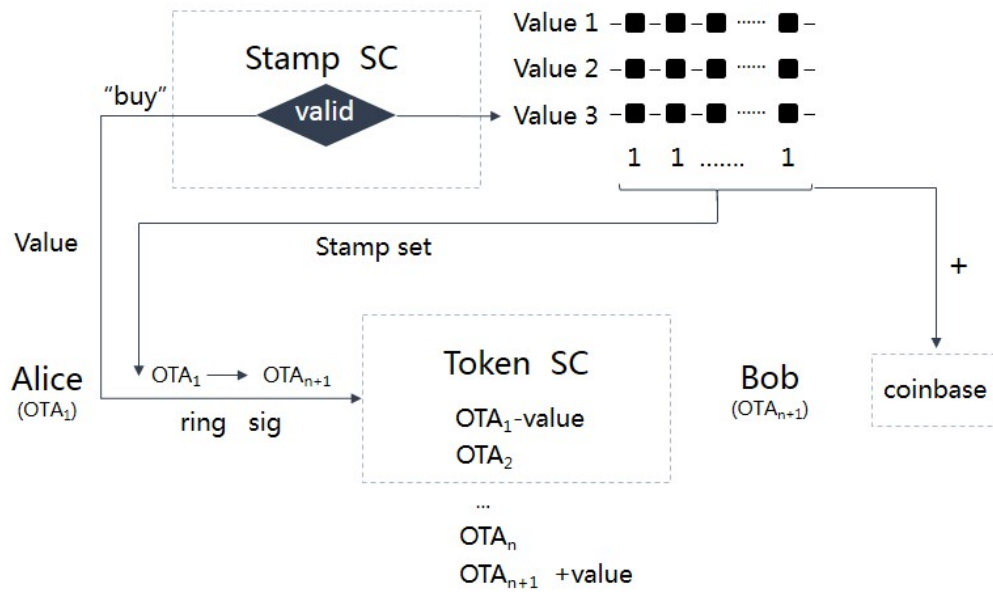 Stamp SC
"buy"
valid
Value 1 ······
Value 2 ······
Value 3 ······
1 1 ....... 1
Value
Stamp set
+
Alice
(OTA₁)
OTA₁ → OTAₙ₊₁
ring sig
Token SC
OTA₁-value
OTA₂
...
OTAₙ
OTAₙ₊₁ +value
Bob
(OTAₙ₊₁)
coinbase